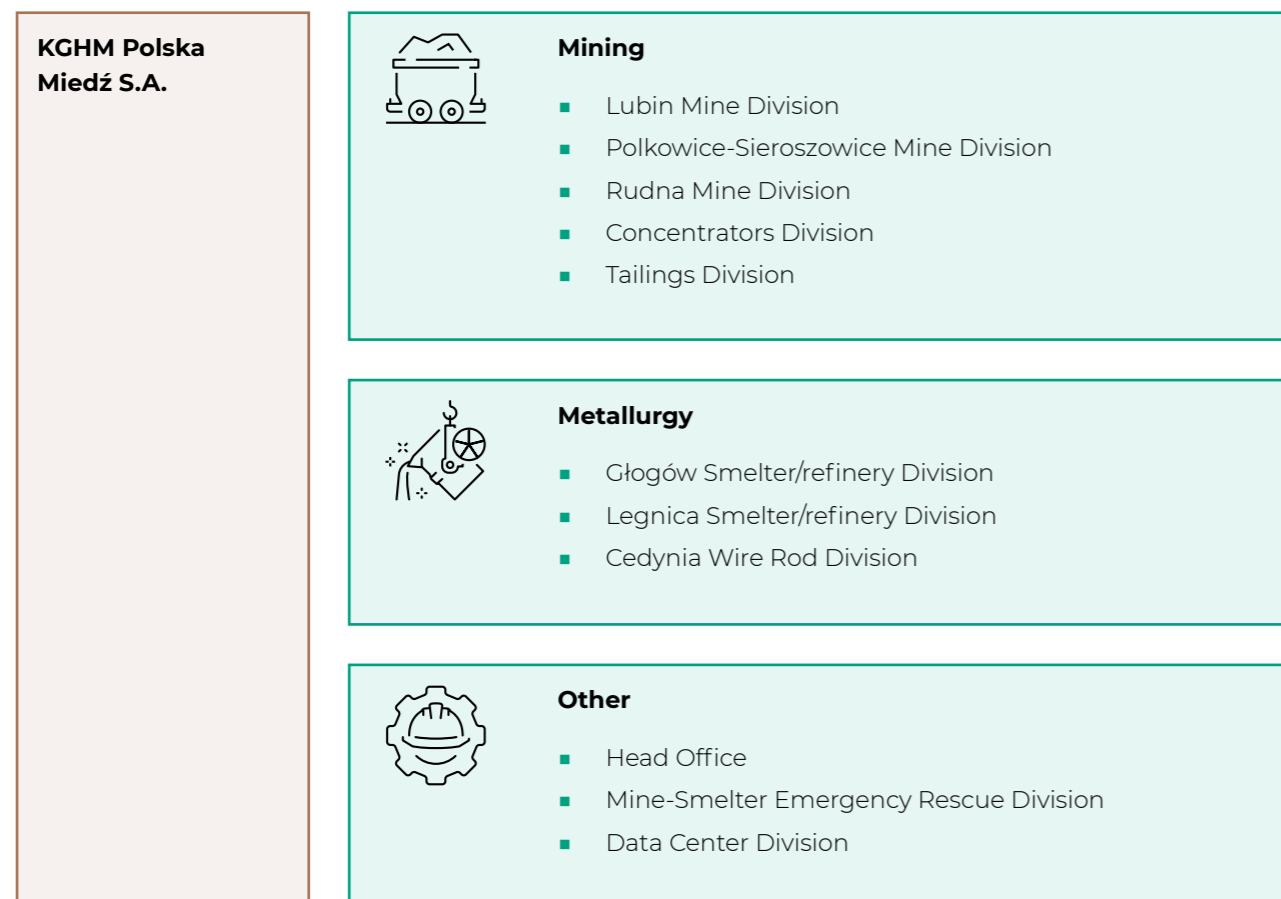 KGHM Polska
Miedź S.A.
Mining
▪ Lubin Mine Division
▪ Polkowice-Sieroszowice Mine Division
▪ Rudna Mine Division
▪ Concentrators Division
▪ Tailings Division
Metallurgy
▪ Głogów Smelter/refinery Division
▪ Legnica Smelter/refinery Division
▪ Cedynia Wire Rod Division
Other
▪ Head Office
▪ Mine-Smelter Emergency Rescue Division
▪ Data Center Division